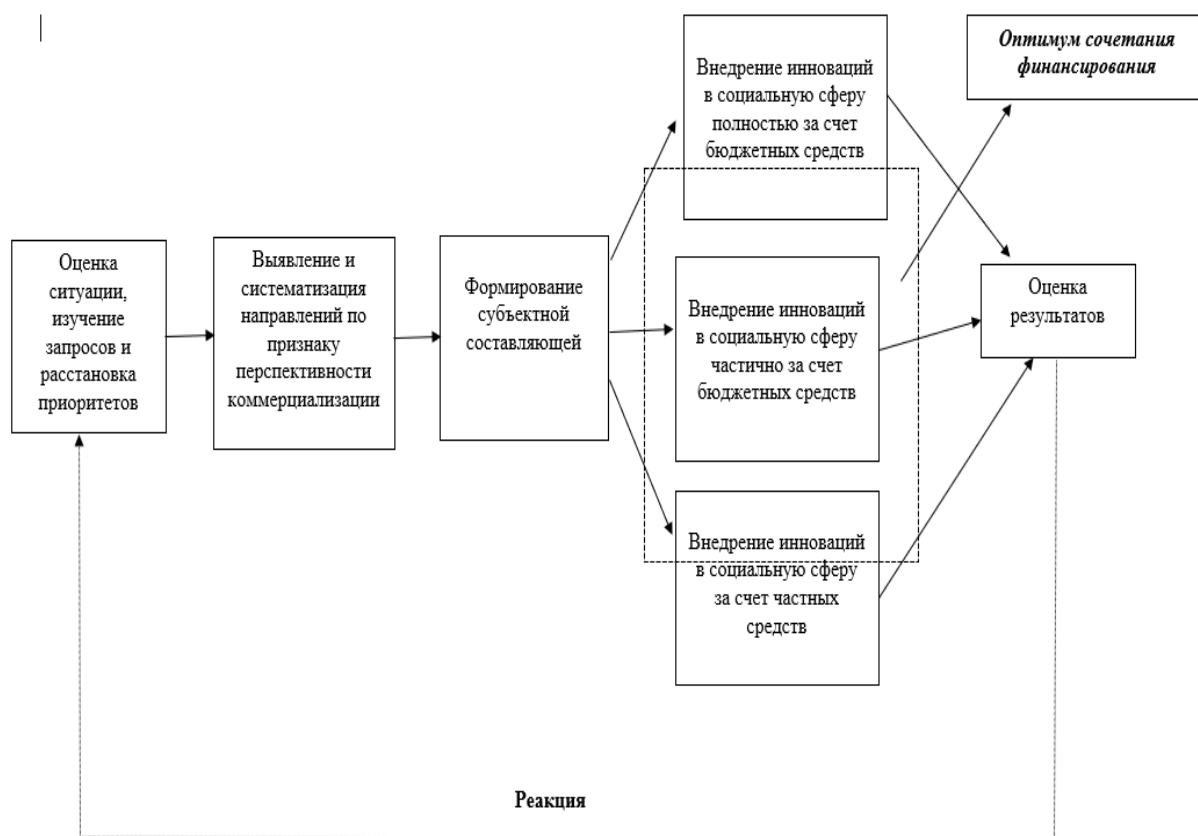 Оценка
ситуации,
изучение
запросов и
расстановка
приоритетов
Выявление и
систематизация
направлений по
признаку
перспективности
коммерциализации
Формирование
субъектной
составляющей
Внедрение инноваций
в социальную сферу
полностью за счет
бюджетных средств
Внедрение инноваций
в социальную сферу
частично за счет
бюджетных средств
Внедрение инноваций
в социальную сферу
за счет частных
средств
Оптимум сочетания
финансирования
Оценка
результатов
Реакция